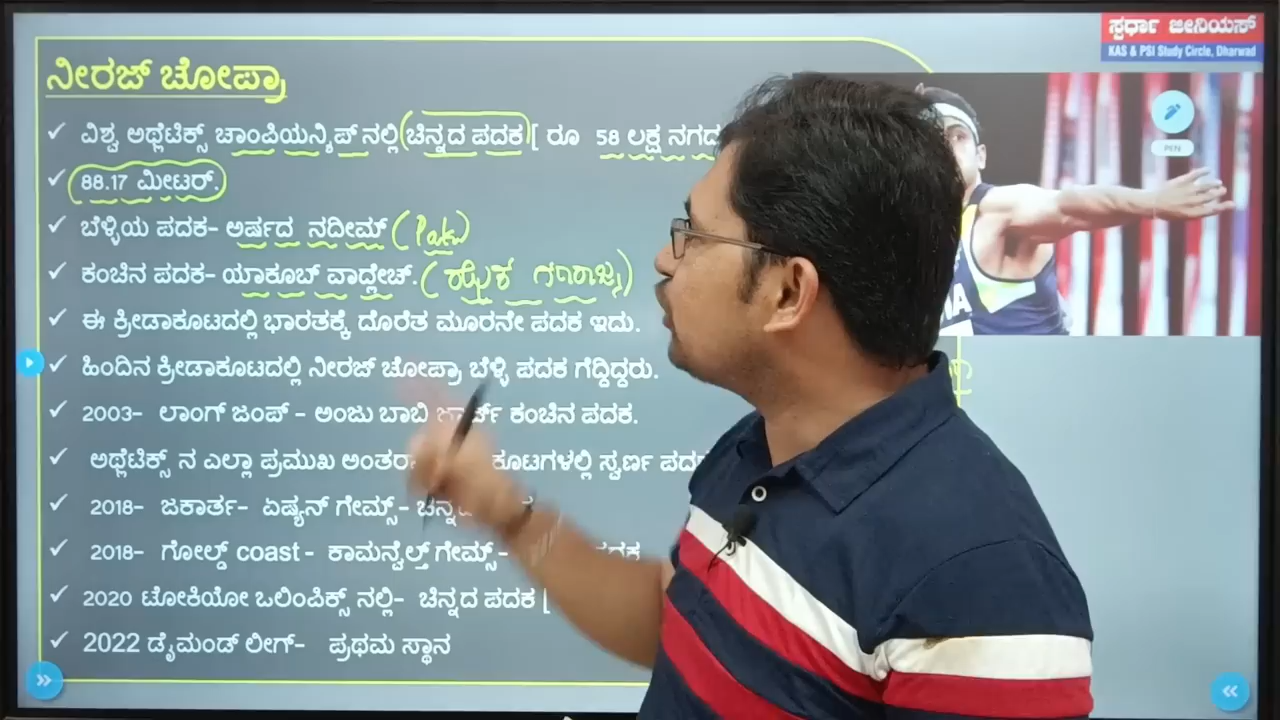 ಸ್ಪರ್ಧಾ ಜೀನಿಯಸ್
KAS & PSI Study Circle, Dharwad
ನೀರಜ್ ಚೋಪ್ರಾ
PEN
✓ ವಿಶ್ವ ಅಥ್ಲೆಟಿಕ್ಸ್ ಚಾಂಪಿಯನ್ಶಿಪ್ ನಲ್ಲಿ ಚಿನ್ನದ ಪದಕ [ ರೂ 58 ಲಕ್ಷ ನಗದು
✓ 88.17 ಮೀಟರ್.
✓ ಬೆಳ್ಳಿಯ ಪದಕ- ಅರ್ಷದ ನದೀಮ್ (Pak)
✓ ಕಂಚಿನ ಪದಕ- ಯಾಕೂಬ್ ವಾದ್ಲೇಚ್. ( ಗಣರಾಜ್ಯ)
✓ ಈ ಕ್ರೀಡಾಕೂಟದಲ್ಲಿ ಭಾರತಕ್ಕೆ ದೊರೆತ ಮೂರನೇ ಪದಕ ಇದು.
✓ ಹಿಂದಿನ ಕ್ರೀಡಾಕೂಟದಲ್ಲಿ ನೀರಜ್ ಚೋಪ್ರಾ ಬೆಳ್ಳಿ ಪದಕ ಗೆದ್ದಿದ್ದರು.
✓ 2003- ಲಾಂಗ್ ಜಂಪ್ - ಅಂಜು ಬಾಬಿ ಕಂಚಿನ ಪದಕ.
✓ ಅಥ್ಲೆಟಿಕ್ಸ್ ನ ಎಲ್ಲಾ ಪ್ರಮುಖ ಕೂಟಗಳಲ್ಲಿ ಸ್ವರ್ಣ
✓ 2018- ಜಕಾರ್ತ- ಏಷ್ಯನ್ ಗೇಮ್ಸ್-
✓ 2018- ಗೋಲ್ಡ್ coast - ಕಾಮನ್ವೆಲ್ತ್ ಗೇಮ್ಸ್-
✓ 2020 ಟೋಕಿಯೋ ಒಲಿಂಪಿಕ್ಸ್ ನಲ್ಲಿ- ಚಿನ್ನದ ಪದಕ [
✓ 2022 ಡೈಮಂಡ್ ಲೀಗ್- ಪ್ರಥಮ ಸ್ಥಾನ